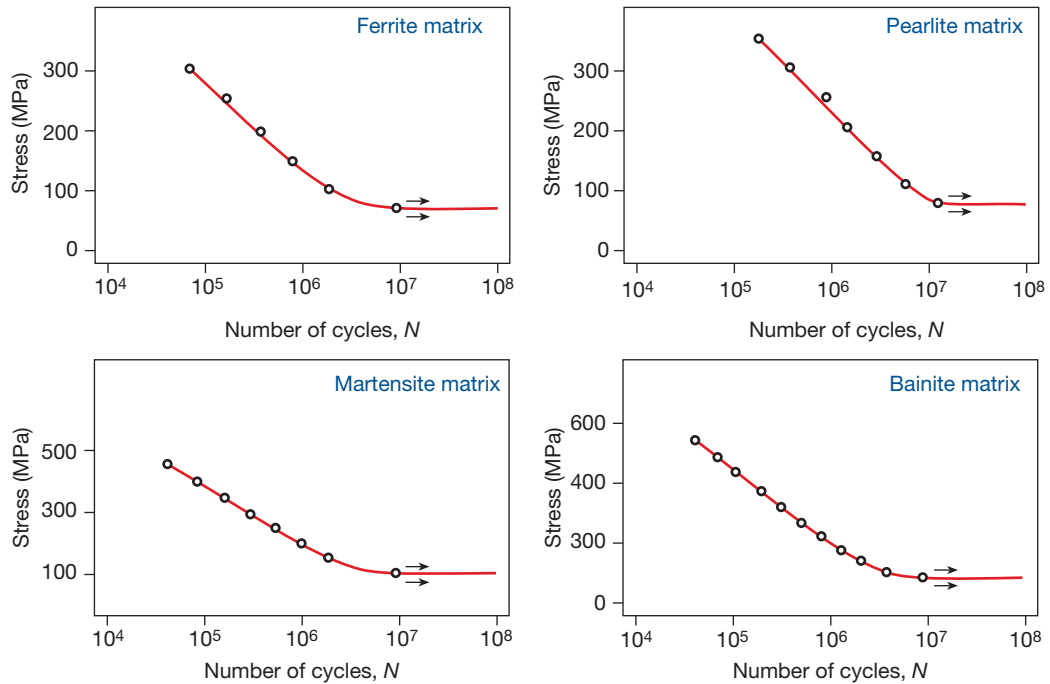 Ferrite matrix
Stress (MPa)
300
200
100
0
10⁴ 10⁵ 10⁶ 10⁷ 10⁸
Number of cycles, N
Pearlite matrix
Stress (MPa)
300
200
100
0
10⁴ 10⁵ 10⁶ 10⁷ 10⁸
Number of cycles, N
Martensite matrix
Stress (MPa)
500
300
100
10⁴ 10⁵ 10⁶ 10⁷ 10⁸
Number of cycles, N
Bainite matrix
Stress (MPa)
600
400
300
0
10⁴ 10⁵ 10⁶ 10⁷ 10⁸
Number of cycles, N